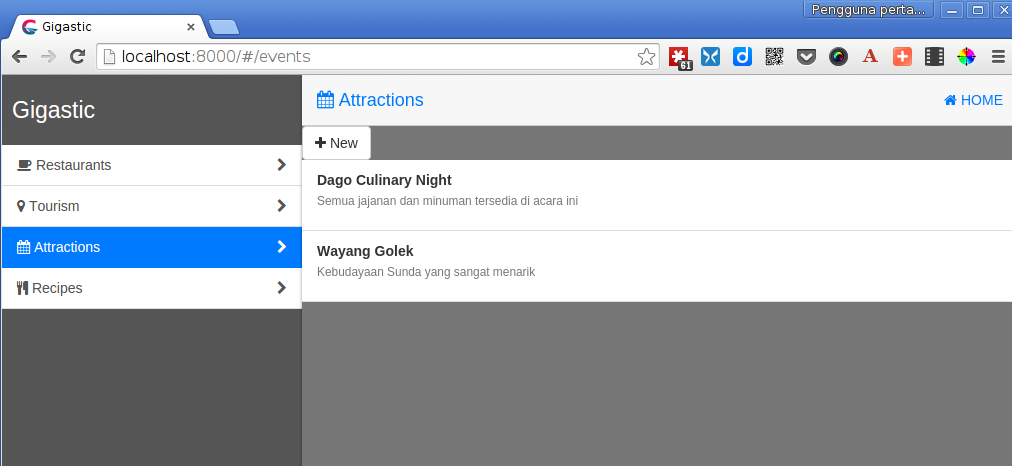 Pengguna perta...
Gigastic
localhost:8000/#/events
61
Gigastic
Attractions
HOME
New
Restaurants
Tourism
Attractions
Recipes
Dago Culinary Night
Semua jajanan dan minuman tersedia di acara ini
Wayang Golek
Kebudayaan Sunda yang sangat menarik